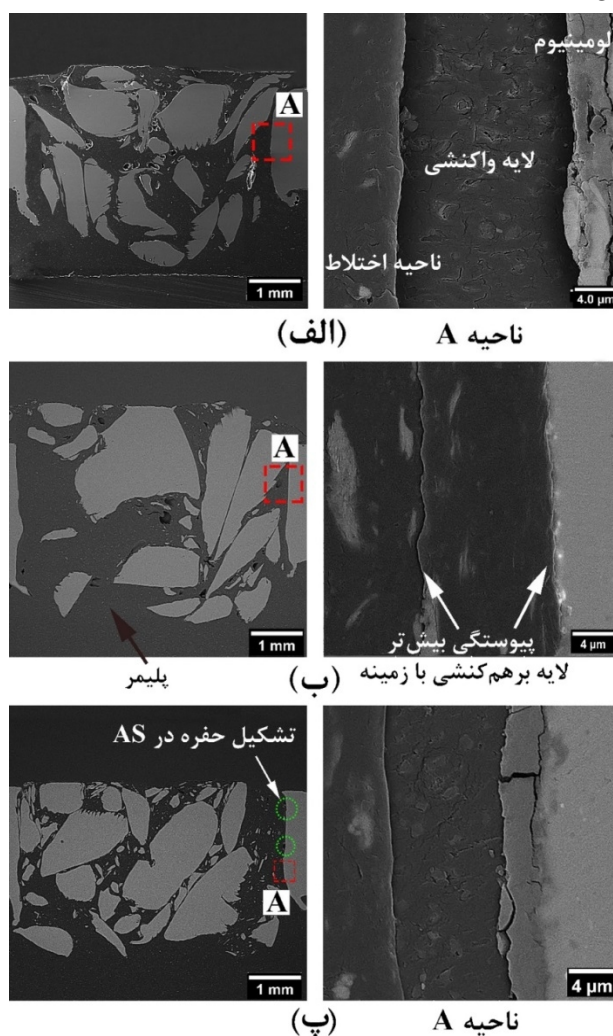 A
1 mm
لومینیوم
لایه واکنشی
ناحیه اختلاط
4.0 μm
(الف)
ناحیه A
A
1 mm
پلیمر
پیوستگی بیش‌تر
لایه برهم‌کنشی با زمینه
4 μm
(ب)
تشکیل حفره در AS
A
1 mm
4 μm
(پ)
ناحیه A